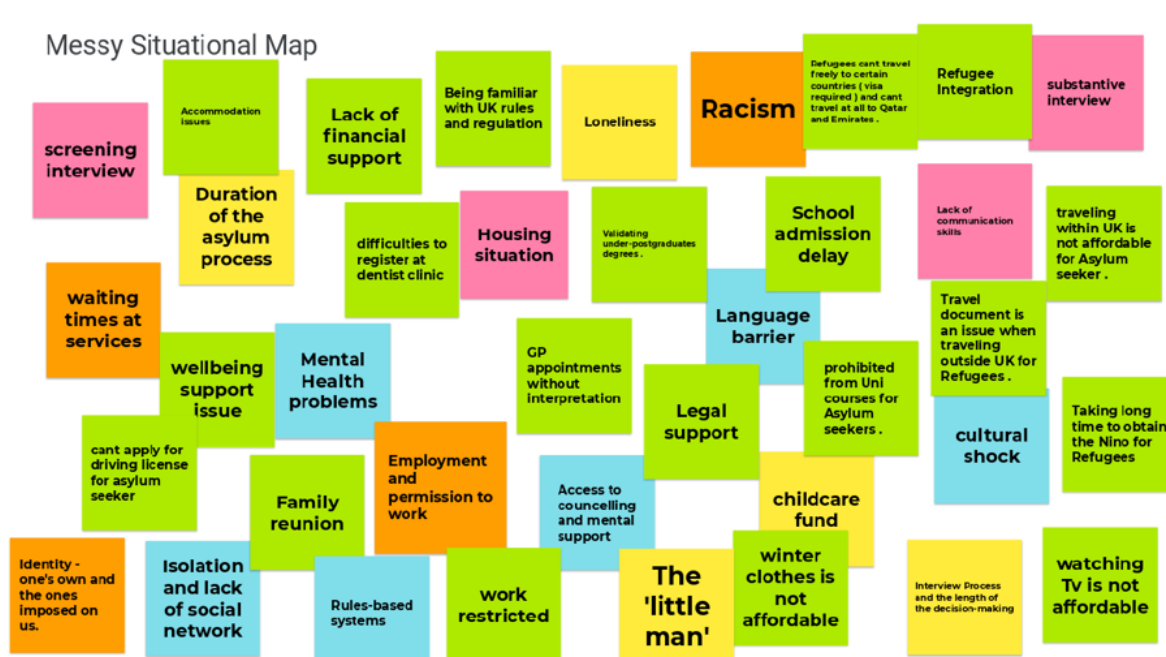 Messy Situational Map
screening
interview
Accommodation
issues
Lack of
financial
support
Being familiar
with UK rules
and regulation
Loneliness
Racism
Refugees cant travel
freely to certain
countries ( visa
required ) and cant
travel at all to Qatar
and Emirates .
Refugee
Integration
substantive
interview
Duration
of the
asylum
process
difficulties to
register at
dentist clinic
Housing
situation
Validating
under-postgraduates
degrees .
School
admission
delay
Lack of
communication
skills
traveling
within UK is
not affordable
for Asylum
seeker .
waiting
times at
services
wellbeing
support
issue
Mental
Health
problems
GP
appointments
without
interpretation
Language
barrier
Legal
support
prohibited
from Uni
courses for
Asylum
seekers .
Travel
document is
an issue when
traveling
outside UK for
Refugees .
cultural
shock
Taking long
time to obtain
the Nino for
Refugees
cant apply for
driving license
for asylum
seeker
Family
reunion
Employment
and
permission to
work
Access to
councelling
and mental
support
childcare
fund
Identity -
one's own and
the ones
imposed on
us.
Isolation
and lack
of social
network
Rules-based
systems
work
restricted
The
'little
man'
winter
clothes is
not
affordable
Interview Process
and the length of
the decision-making
watching
Tv is not
affordable